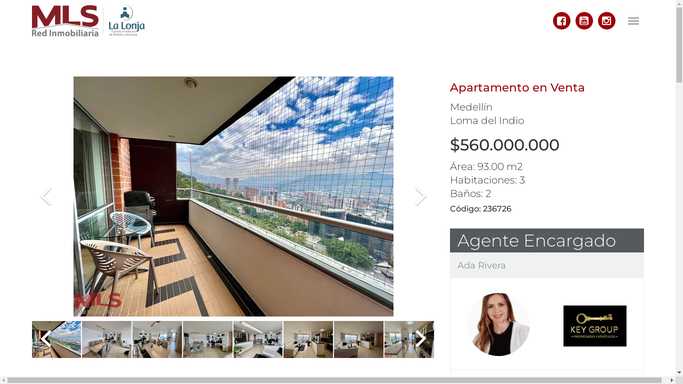 MLS
Red Inmobiliaria
La Lonja
Apartamento en Venta
Medellín
Loma del Indio
$560.000.000
Área: 93.00 m2
Habitaciones: 3
Baños: 2
Código: 236726
Agente Encargado
Ada Rivera
MLS
KEY GROUP